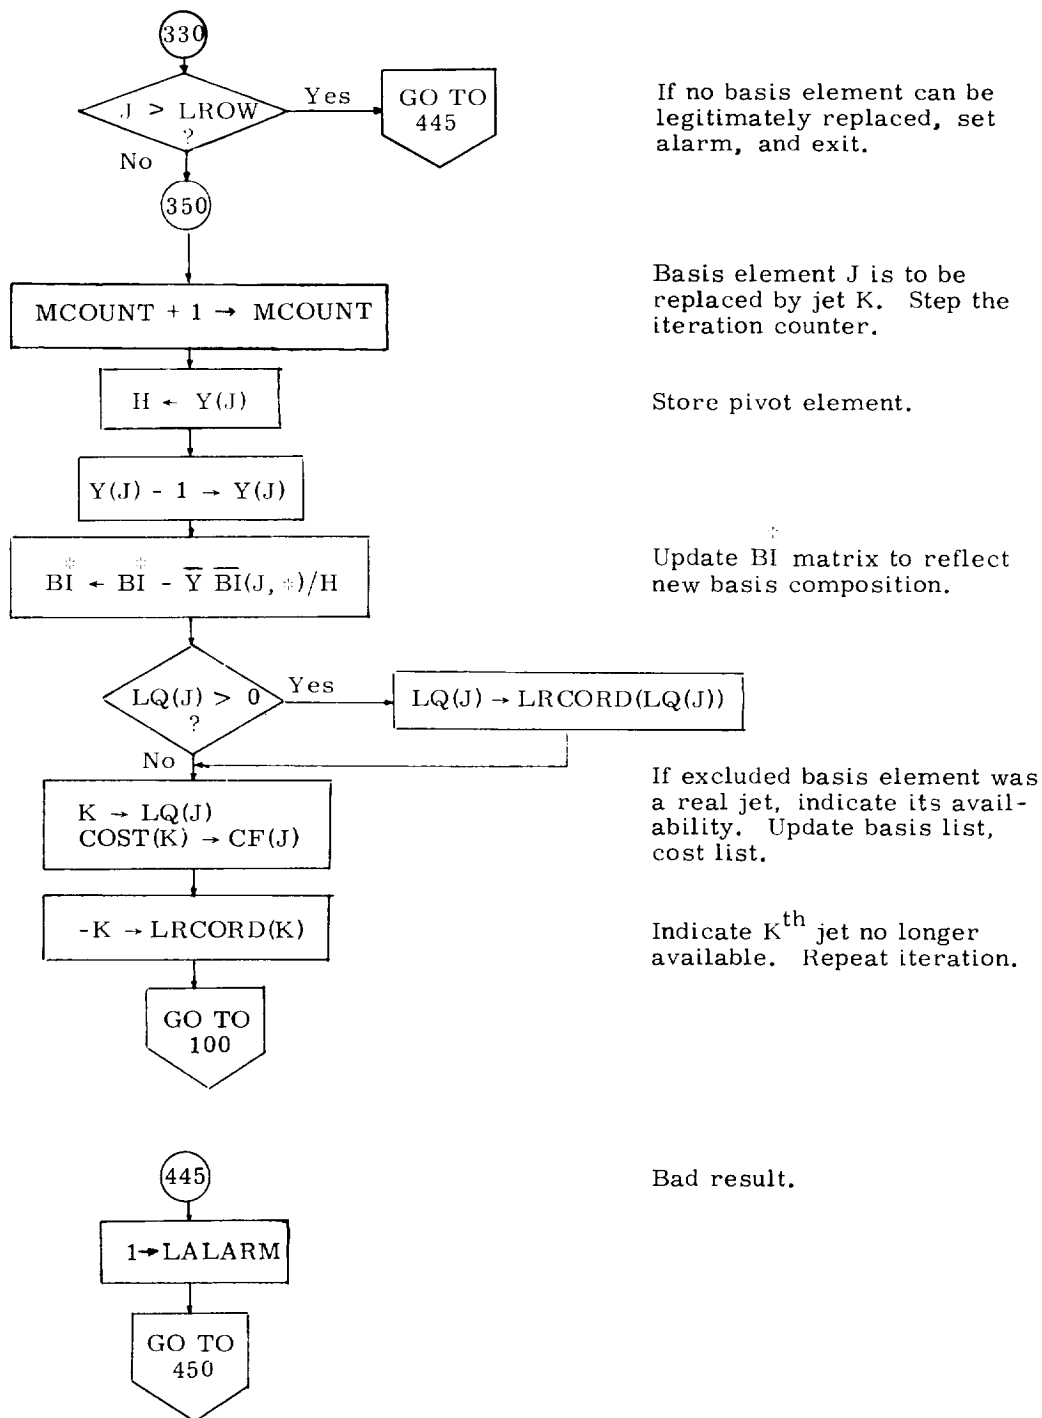 330
J > LROW
?
Yes
GO TO
445
If no basis element can be
legitimately replaced, set
alarm, and exit.
No
350
MCOUNT + 1 → MCOUNT
Basis element J is to be
replaced by jet K. Step the
iteration counter.
H ← Y(J)
Store pivot element.
Y(J) - 1 → Y(J)
*
BI ← BI - Y BI(J, *)/H
Update BI matrix to reflect
new basis composition.
LQ(J) > 0
?
Yes
LQ(J) → LRCORD(LQ(J))
No
K → LQ(J)
COST(K) → CF(J)
If excluded basis element was
a real jet, indicate its avail-
ability. Update basis list,
cost list.
-K → LRCORD(K)
Indicate Kth jet no longer
available. Repeat iteration.
GO TO
100
445
Bad result.
1→LALARM
GO TO
450